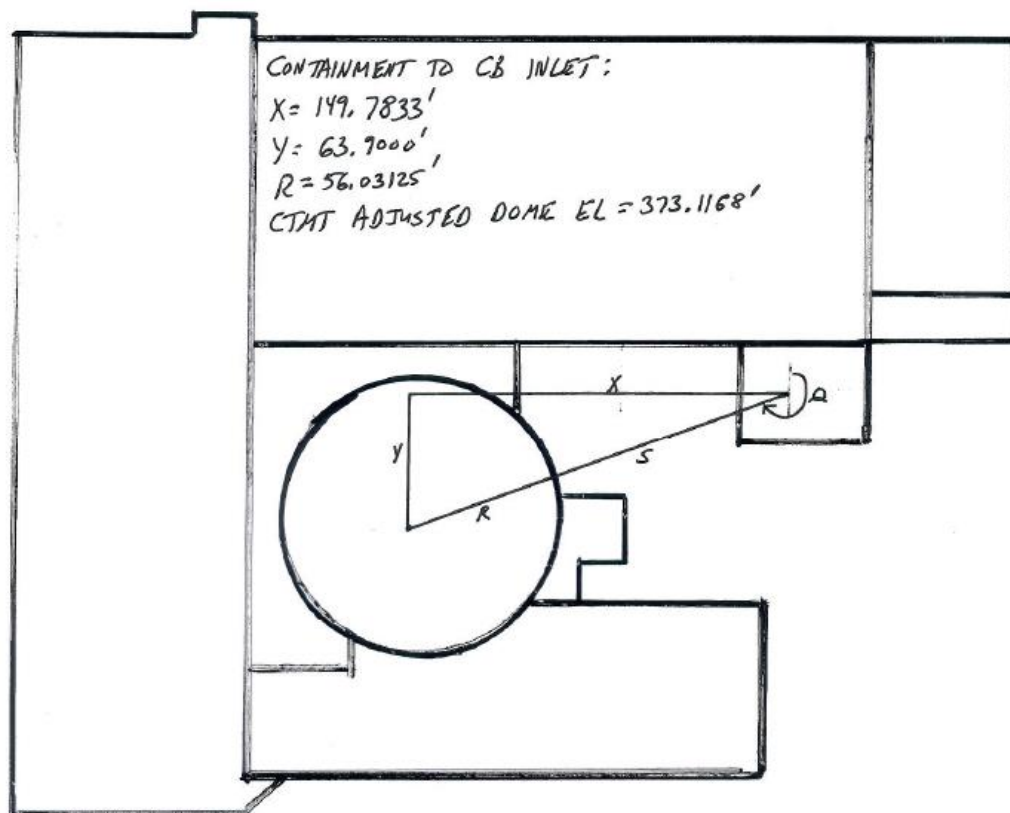 CONTAINMENT TO CB INLET:
X= 149.7833'
Y= 63.9000'
R= 56.03125'
CTMT ADJUSTED DOME EL = 373.1168'
X
Y
S
R